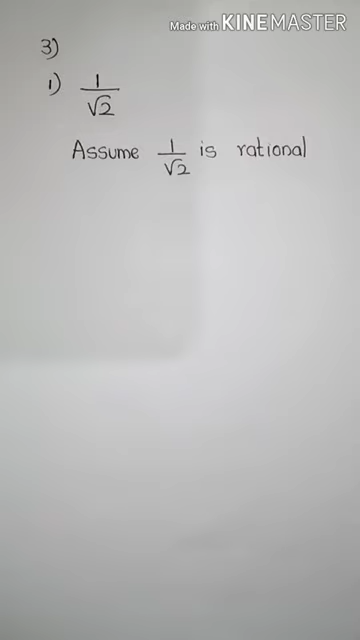 Made with KINEMASTER
3)
1) 1/√2
Assume 1/√2 is rational